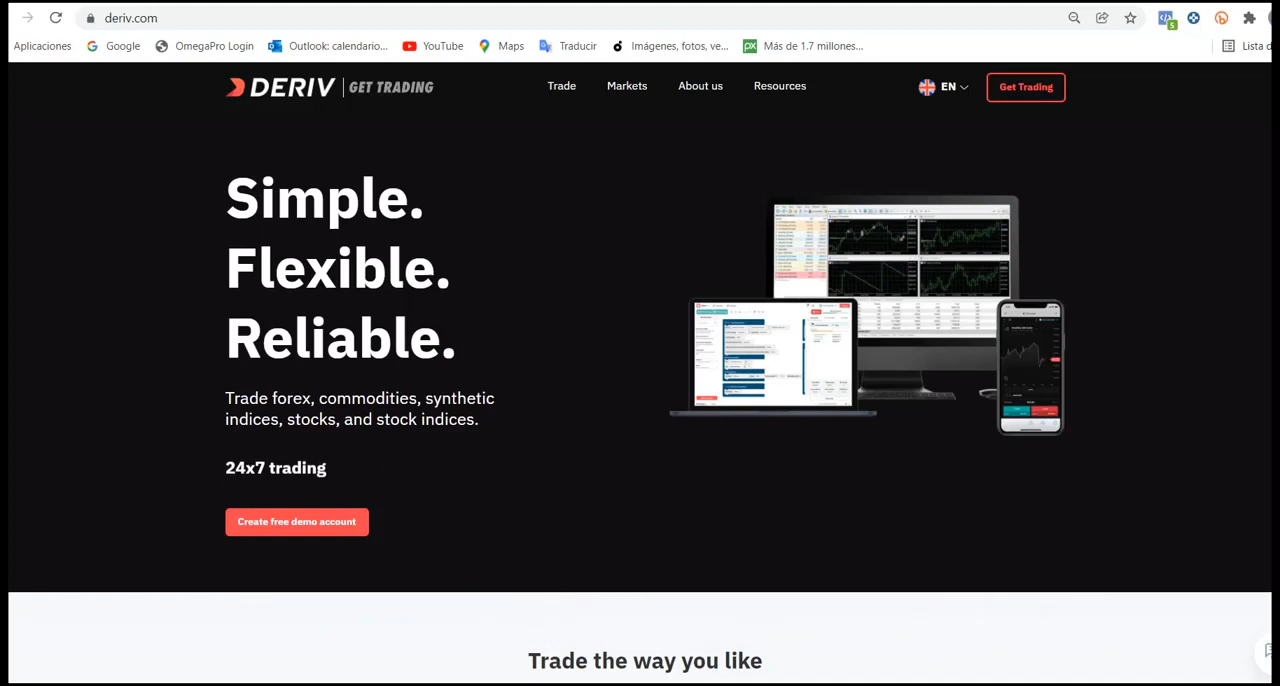 deriv.com
Aplicaciones Google OmegaPro Login Outlook: calendario... YouTube Maps Traducir Imágenes, fotos, ve... Más de 1.7 millones... Lista d
5
DERIV GET TRADING Trade Markets About us Resources EN Get Trading
Simple.
Flexible.
Reliable.
Trade forex, commodities, synthetic
indices, stocks, and stock indices.
24x7 trading
Create free demo account
Trade the way you like